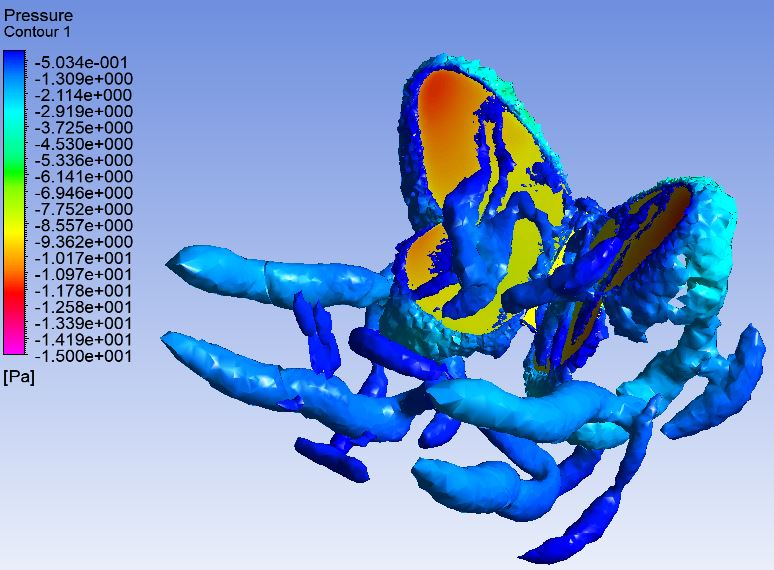 Pressure
Contour 1
-5.034e-001
-1.309e+000
-2.114e+000
-2.919e+000
-3.725e+000
-4.530e+000
-5.336e+000
-6.141e+000
-6.946e+000
-7.752e+000
-8.557e+000
-9.362e+000
-1.017e+001
-1.097e+001
-1.178e+001
-1.258e+001
-1.339e+001
-1.419e+001
-1.500e+001
[Pa]